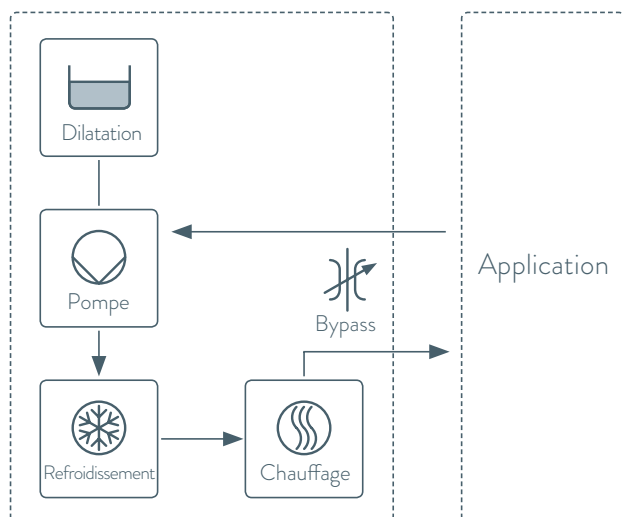 Dilatation
Pompe
Application
Bypass
Refroidissement
Chauffage